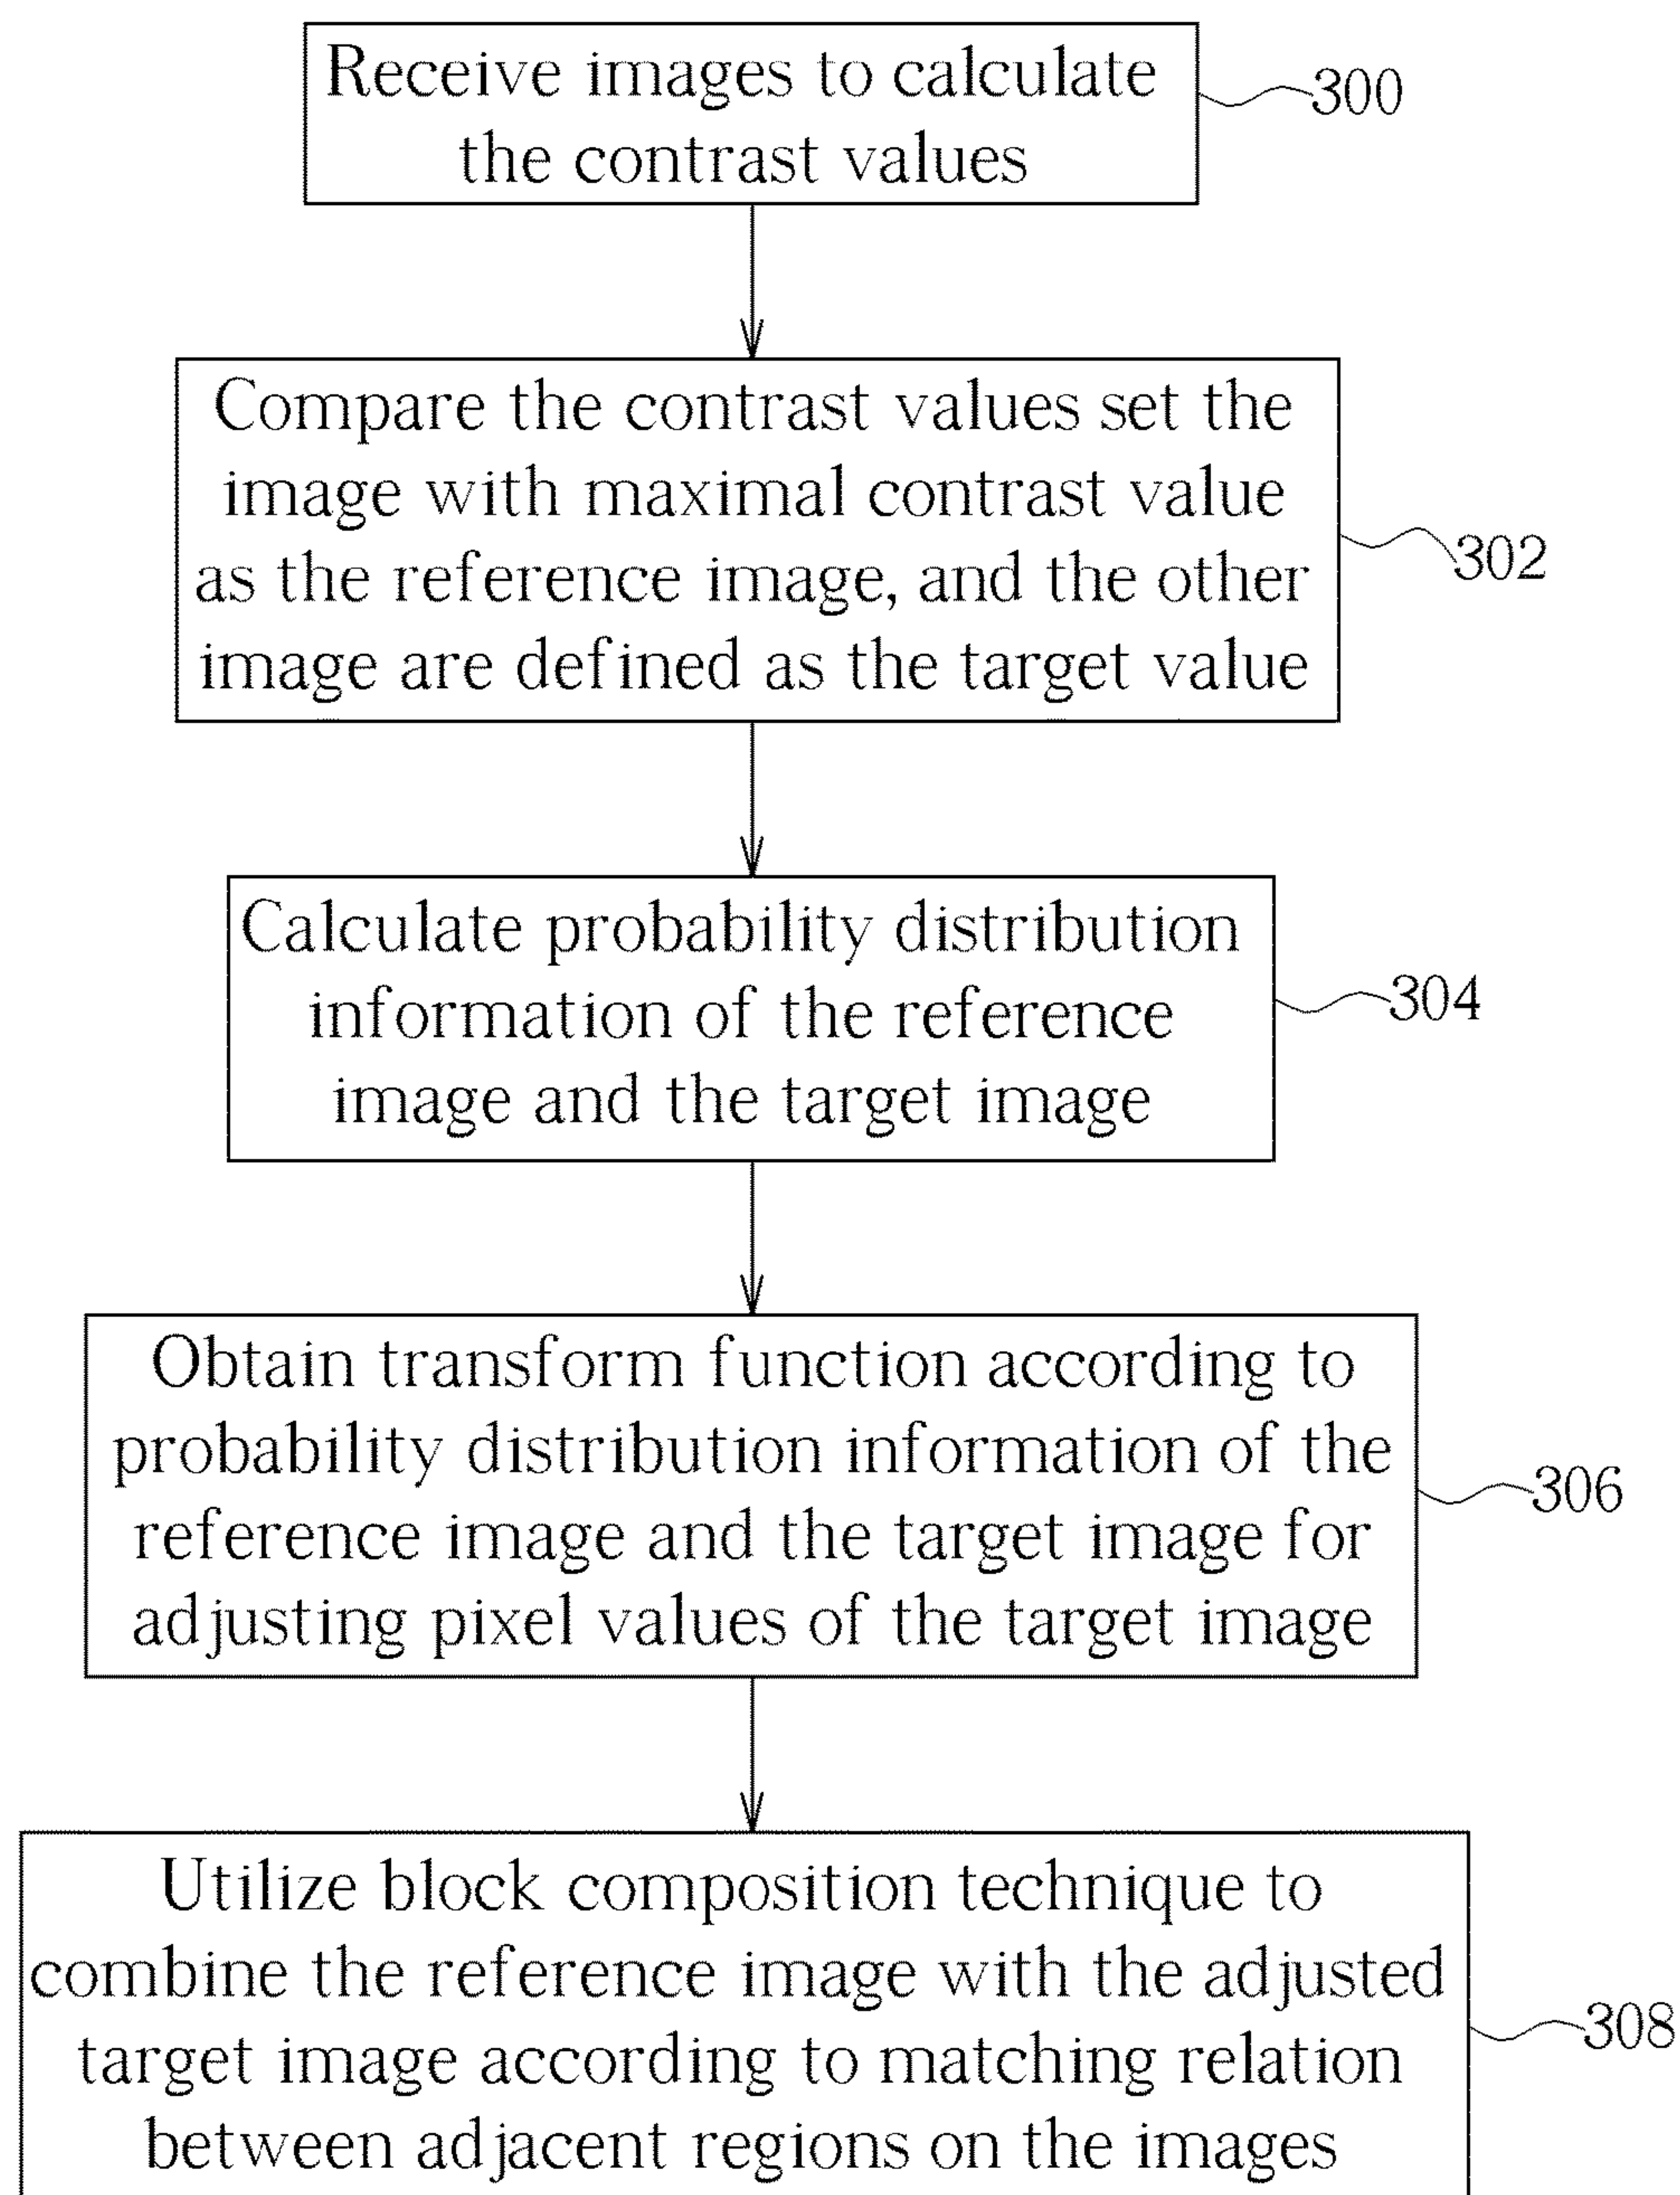 Receive images to calculate
the contrast values
300
Compare the contrast values set the
image with maximal contrast value
as the reference image, and the other
image are defined as the target value
302
Calculate probability distribution
information of the reference
image and the target image
304
Obtain transform function according to
probability distribution information of the
reference image and the target image for
adjusting pixel values of the target image
306
Utilize block composition technique to
combine the reference image with the adjusted
target image according to matching relation
between adjacent regions on the images
308